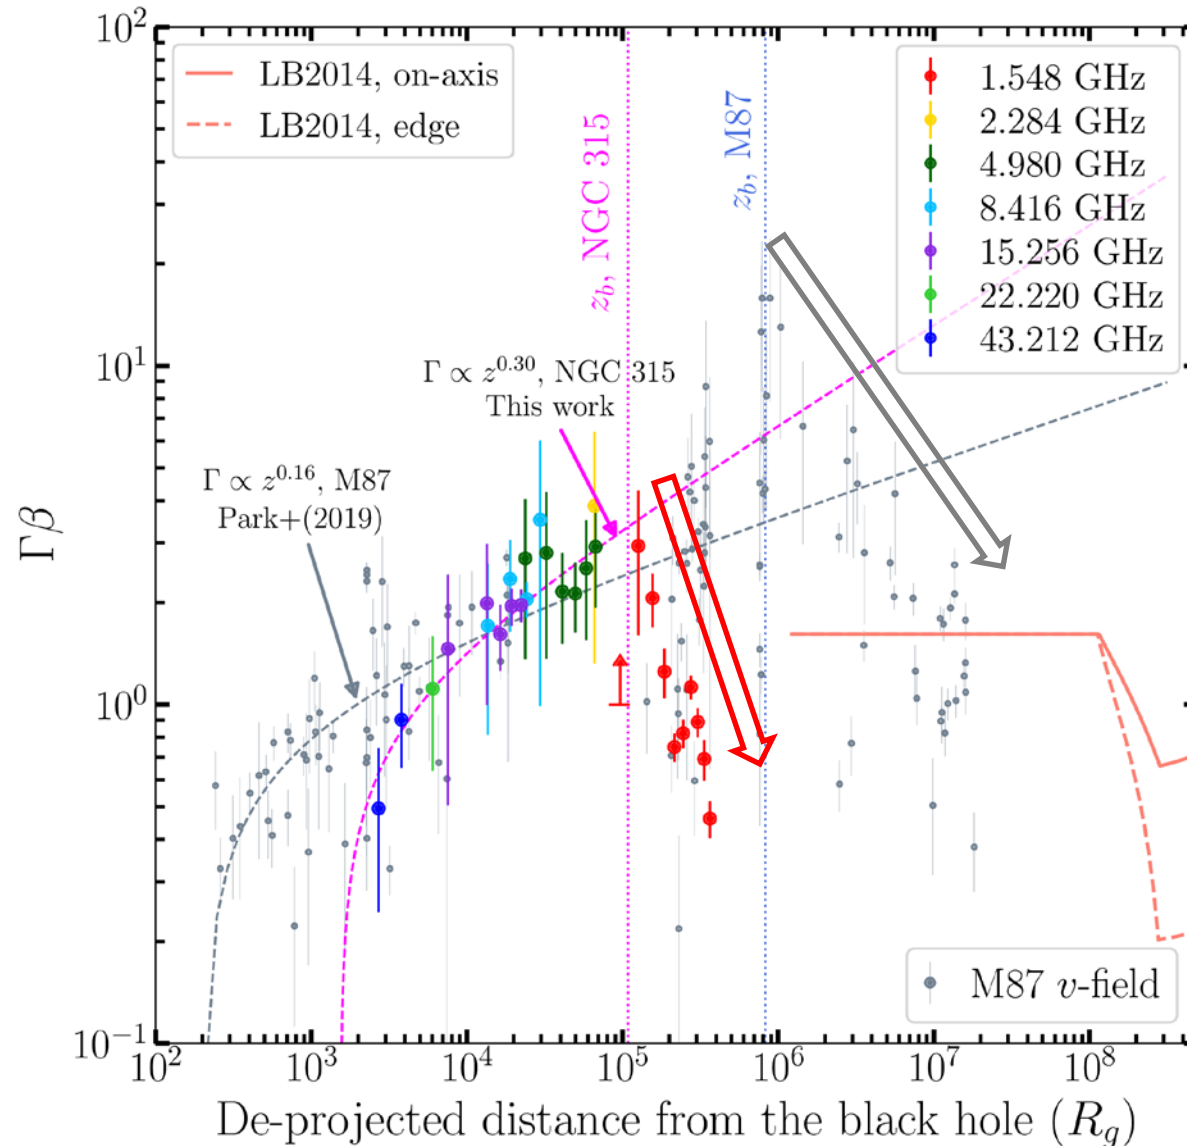 10^2
10^1
10^0
10^{-1}
Γβ
LB2014, on-axis
LB2014, edge
z_b, NGC 315
z_b, M87
1.548 GHz
2.284 GHz
4.980 GHz
8.416 GHz
15.256 GHz
22.220 GHz
43.212 GHz
Γ ∝ z^{0.30}, NGC 315
This work
Γ ∝ z^{0.16}, M87
Park+(2019)
M87 v-field
10^2 10^3 10^4 10^5 10^6 10^7 10^8
De-projected distance from the black hole (R_g)